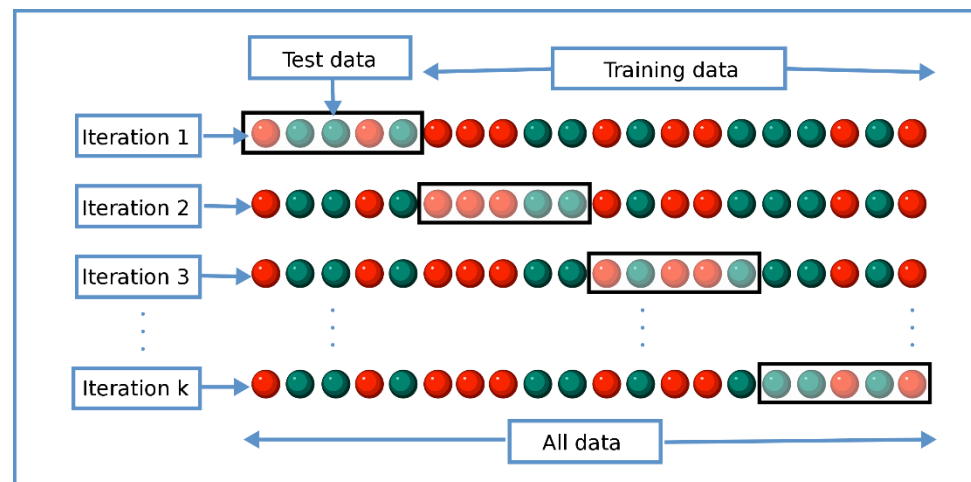 Test data
Training data
Iteration 1
Iteration 2
Iteration 3
Iteration k
All data